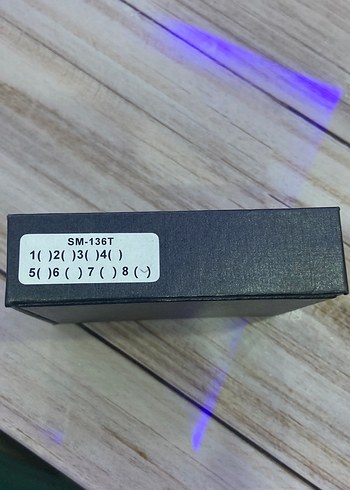 SM-136T
1( )2( )3( )4( )
5( )6 ( ) 7 ( ) 8 (✓)